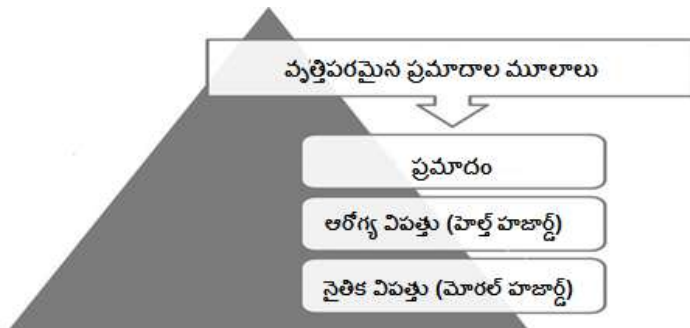 వృత్తిపరమైన ప్రమాదాల మూలాలు
ప్రమాదం
ఆరోగ్య విపత్తు (హెల్త్ హజార్డ్)
నైతిక విపత్తు (మోరల్ హజార్డ్)